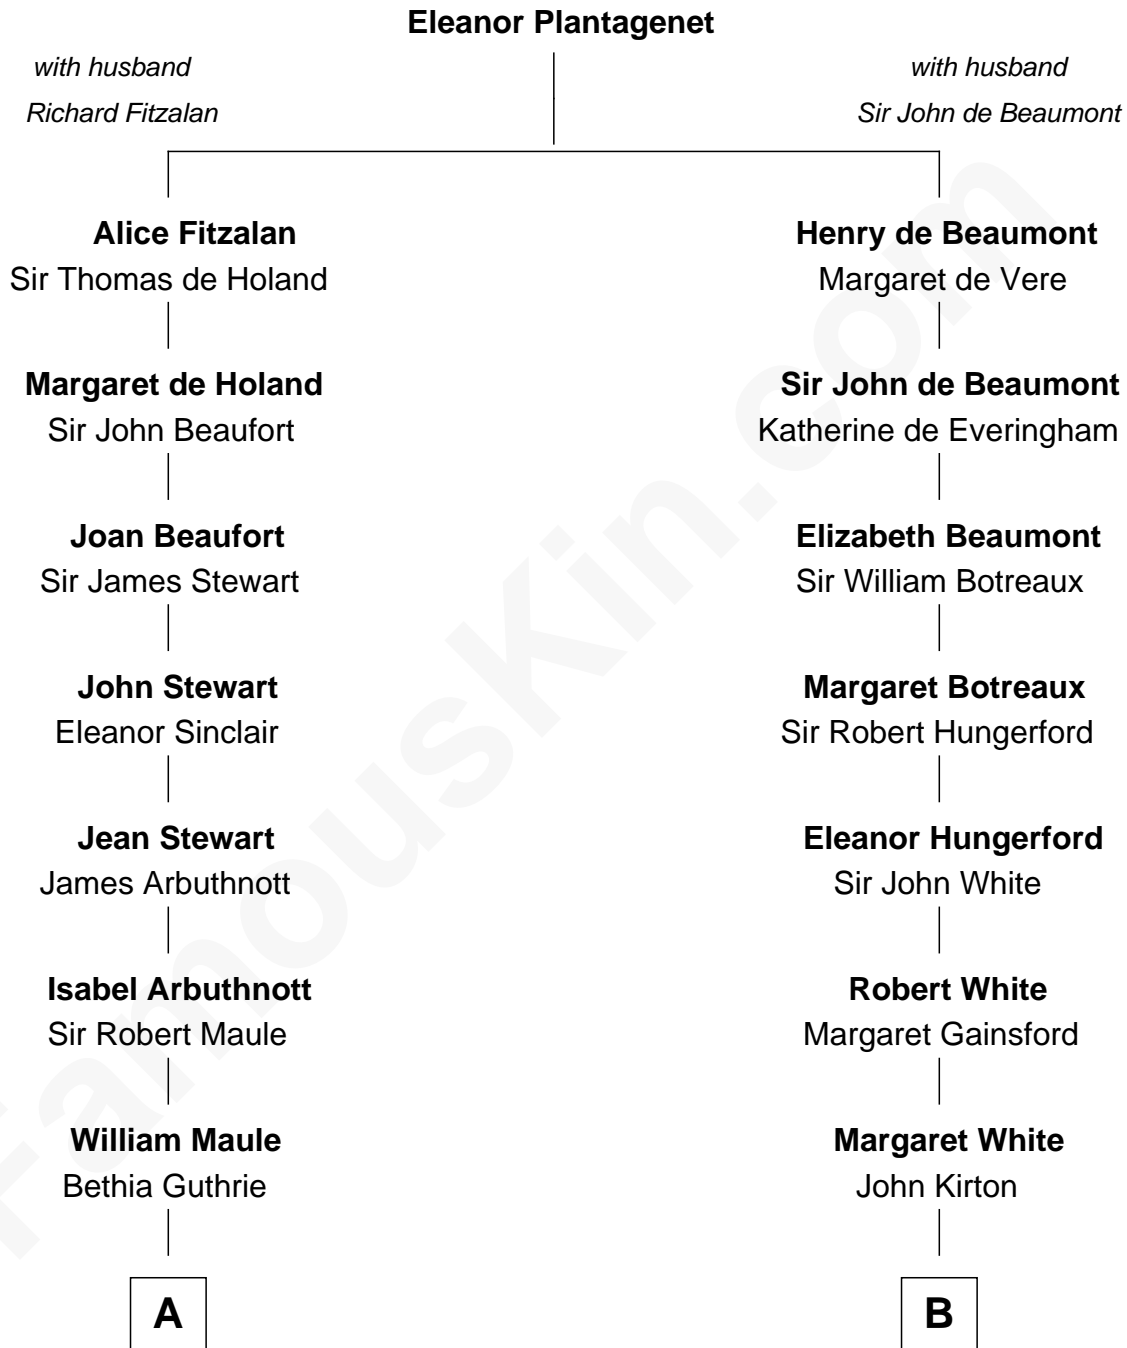 Eleanor Plantagenet
with husband
Richard Fitzalan
with husband
Sir John de Beaumont
Alice Fitzalan
Sir Thomas de Holand
Margaret de Holand
Sir John Beaufort
Joan Beaufort
Sir James Stewart
John Stewart
Eleanor Sinclair
Jean Stewart
James Arbuthnott
Isabel Arbuthnott
Sir Robert Maule
William Maule
Bethia Guthrie
A
Henry de Beaumont
Margaret de Vere
Sir John de Beaumont
Katherine de Everingham
Elizabeth Beaumont
Sir William Botreaux
Margaret Botreaux
Sir Robert Hungerford
Eleanor Hungerford
Sir John White
Robert White
Margaret Gainsford
Margaret White
John Kirton
B
FamousKin.com